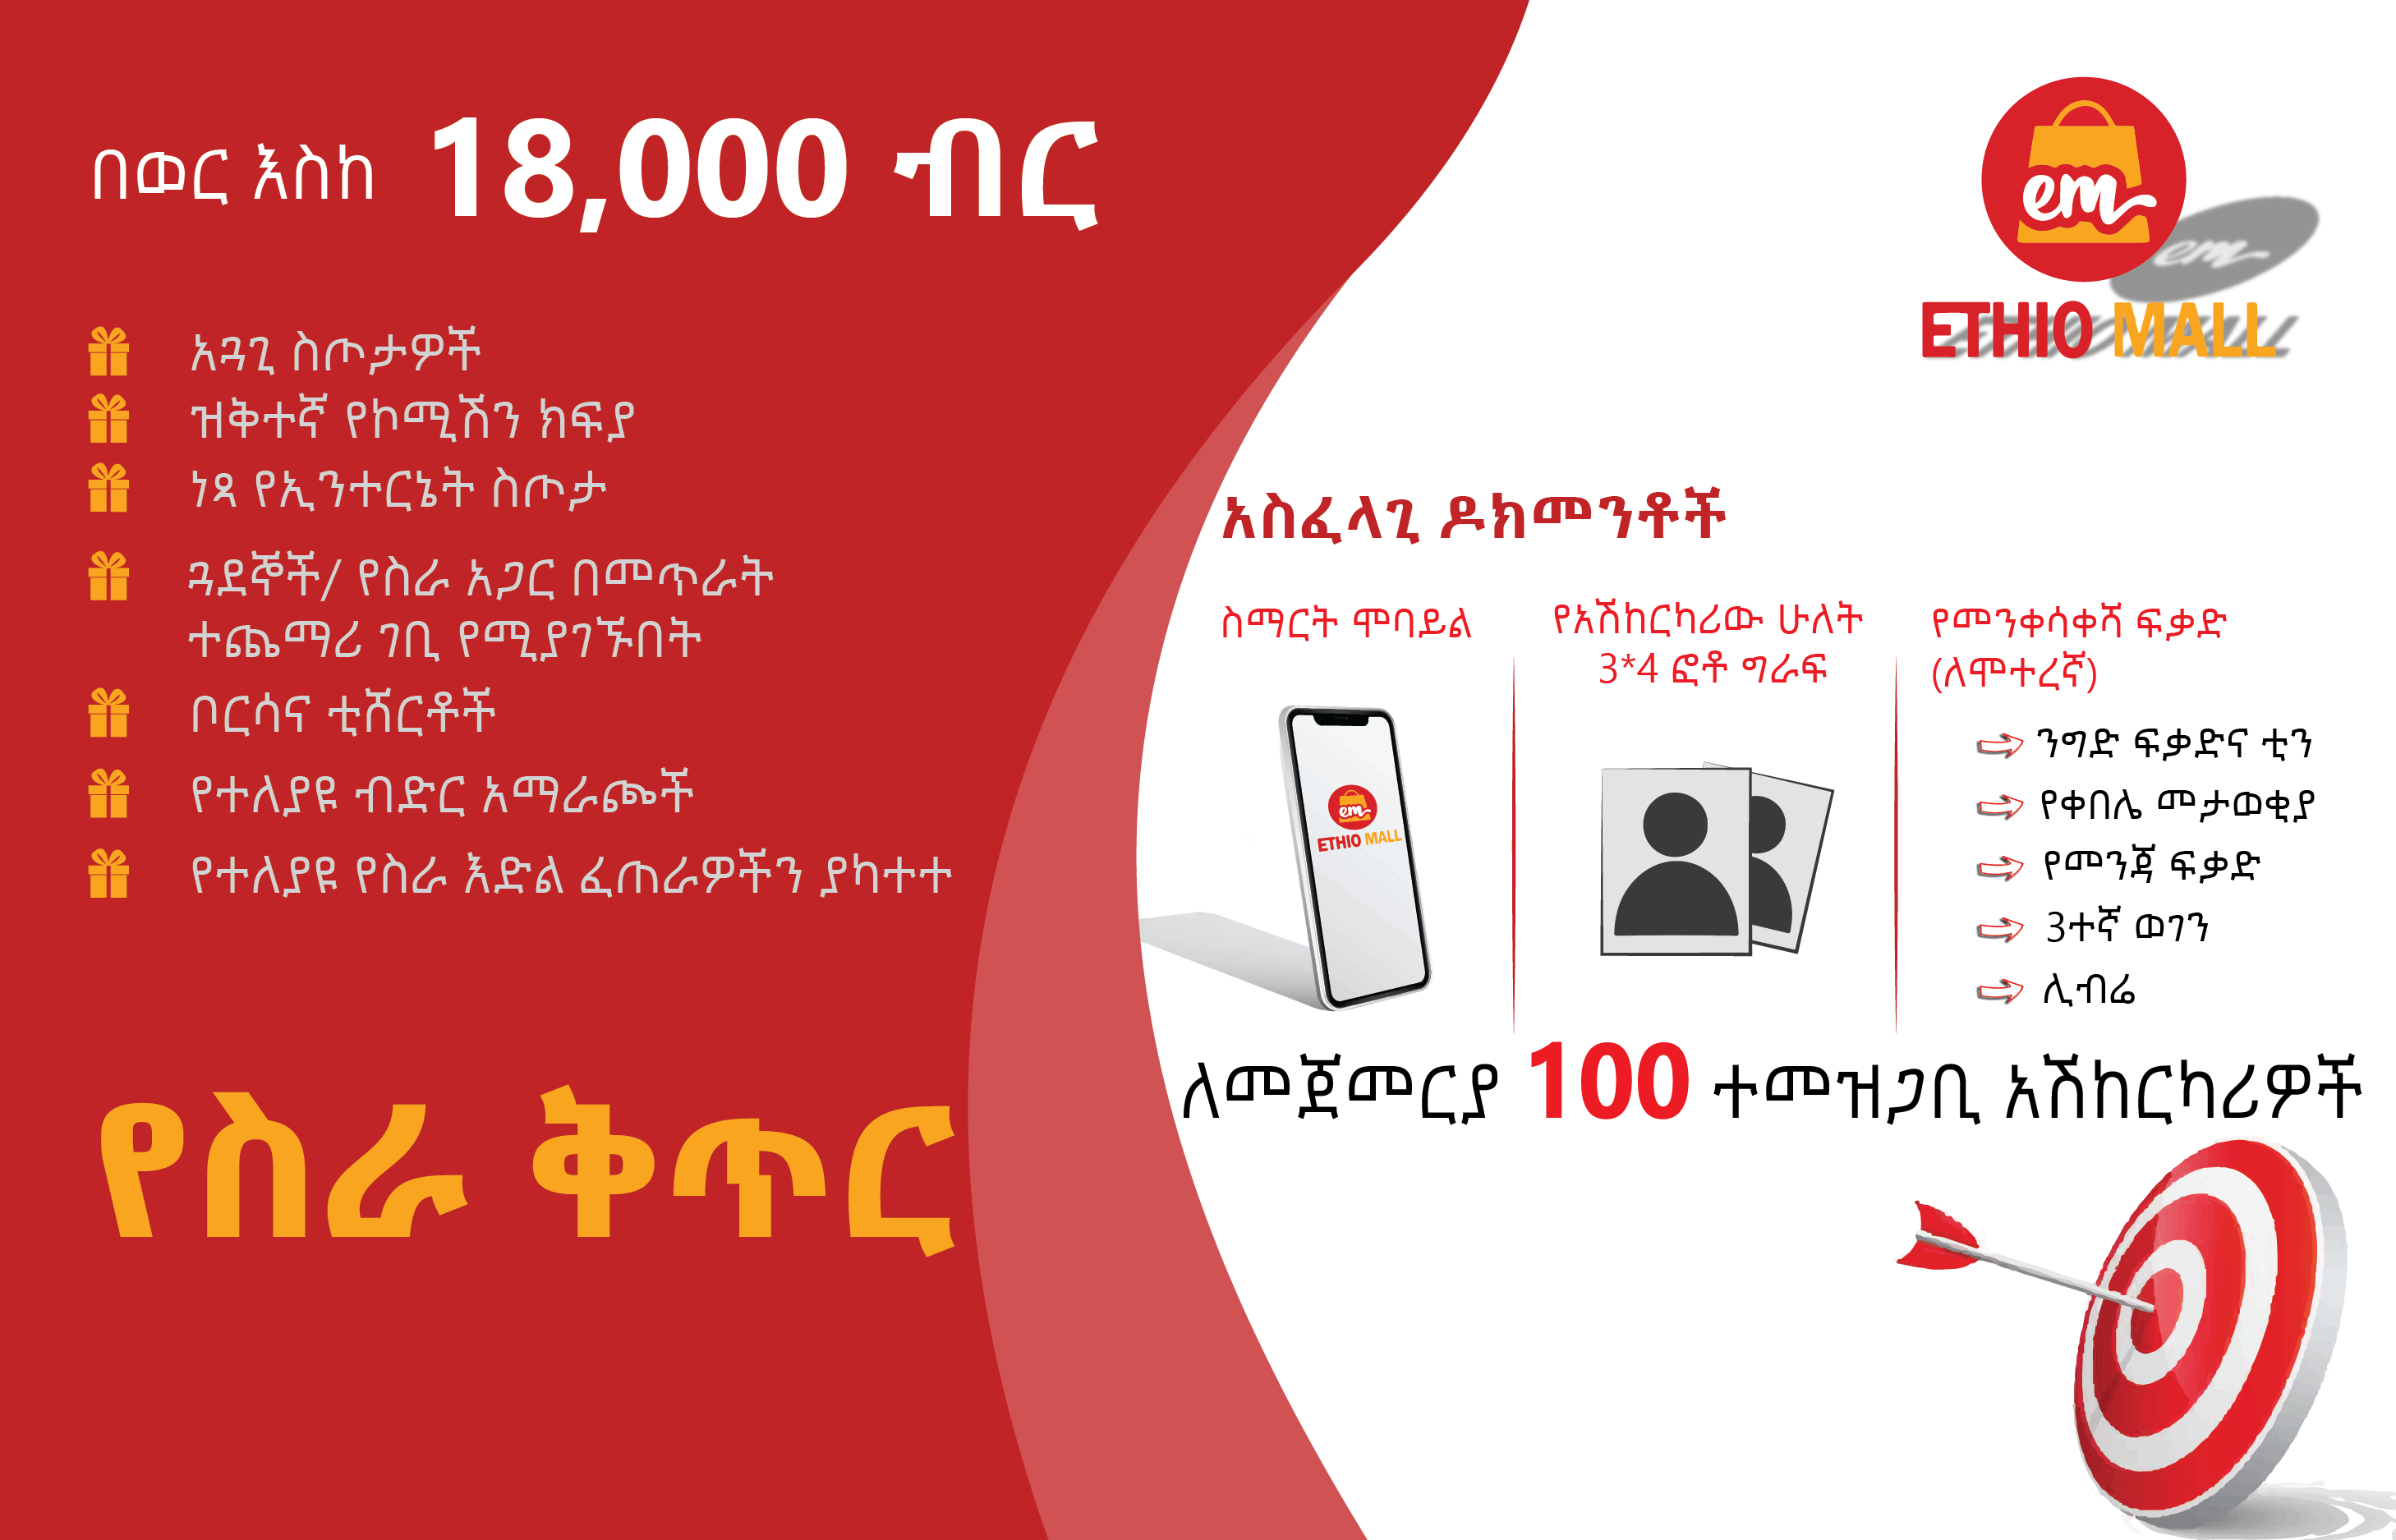 በወር እስከ 18,000 ብር
አጓጊ ስጦታዎች
ዝቅተኛ የኮሚሽን ክፍያ
ነጻ የኢንተርኔት ስጦታ
ጓደኞች/ የስራ አጋር በመጥራት
ተጨማሪ ገቢ የሚያገኙበት
ቦርሳና ቲሸርቶች
የተለያዩ ብድር አማራጮች
የተለያዩ የስራ እድል ፈጠራዎችን ያካተተ
የስራ ቅጥር
em
ETHIO MALL
አስፈላጊ ዶክመንቶች
ስማርት ሞባይል
em
ETHIO MALL
የአሽከርካሪው ሁለት
3*4 ፎቶ ግራፍ
የመንቀሳቀሻ ፍቃድ
(ለሞተረኛ)
ንግድ ፍቃድና ቲን
የቀበሌ መታወቂያ
የመንጃ ፍቃድ
3ተኛ ወገን
ሊብሬ
ለመጀመርያ 100 ተመዝጋቢ አሽከርካሪዎች